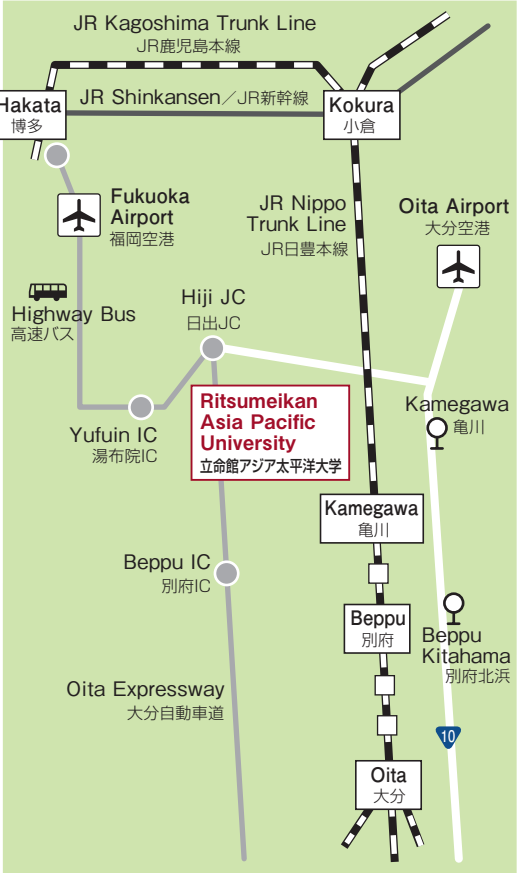 JR Kagoshima Trunk Line
JR鹿児島本線
Hakata
博多
JR Shinkansen／JR新幹線
Kokura
小倉
Fukuoka
Airport
福岡空港
JR Nippo
Trunk Line
JR日豊本線
Oita Airport
大分空港
Highway Bus
高速バス
Hiji JC
日出JC
Ritsumeikan
Asia Pacific
University
立命館アジア太平洋大学
Kamegawa
亀川
Yufuin IC
湯布院IC
Kamegawa
亀川
Beppu IC
別府IC
Beppu
別府
Beppu
Kitahama
別府北浜
Oita Expressway
大分自動車道
10
Oita
大分